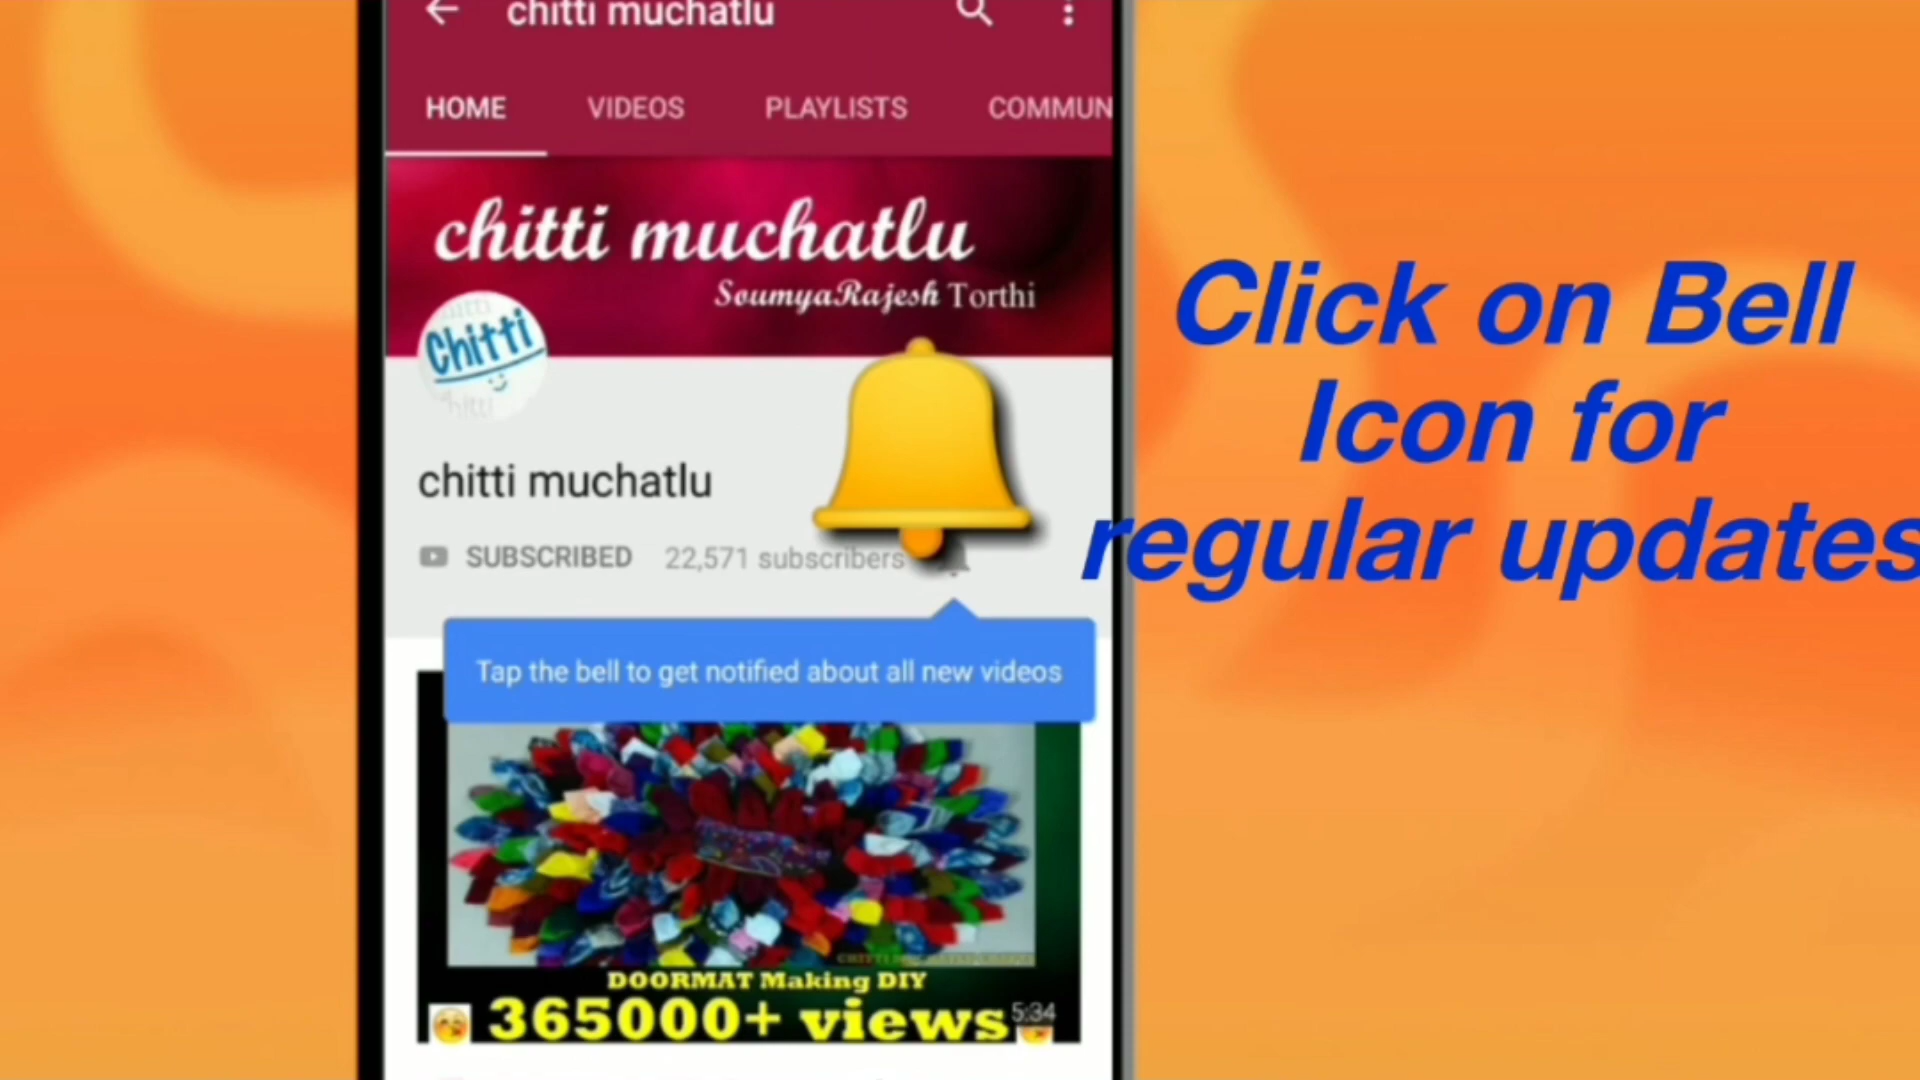 chitti muchatlu
HOME VIDEOS PLAYLISTS COMMUN
chitti muchatlu
SoumyaRajesh Torthi
Chitti
chitti muchatlu
SUBSCRIBED 22,571 subscribers
Tap the bell to get notified about all new videos
DOORMAT Making DIY
365000+ views
5:34
Click on Bell
Icon for
regular updates